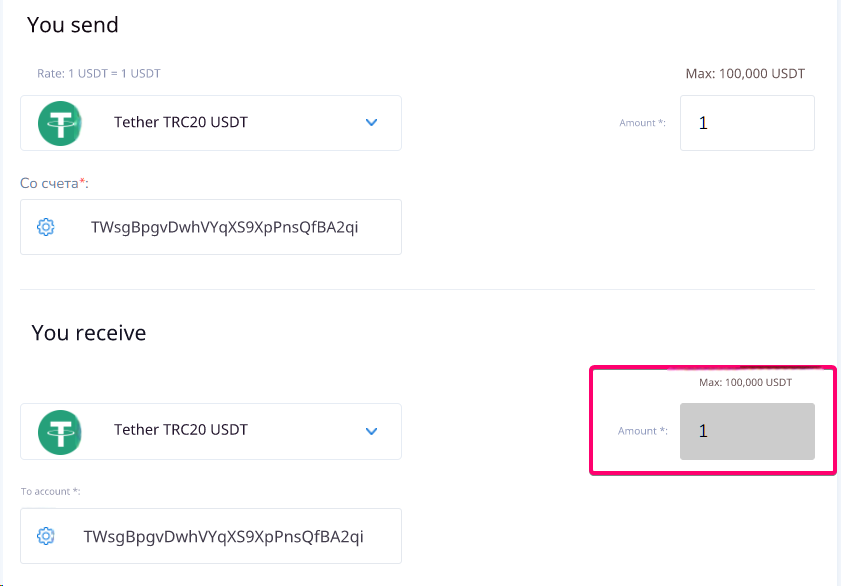 You send
Rate: 1 USDT = 1 USDT
Max: 100,000 USDT
Tether TRC20 USDT
Amount *:
1
Со счета*:
TWsgBpgvDwhVYqXS9XpPnsQfBA2qi
You receive
Max: 100,000 USDT
Tether TRC20 USDT
Amount *:
1
To account *:
TWsgBpgvDwhVYqXS9XpPnsQfBA2qi